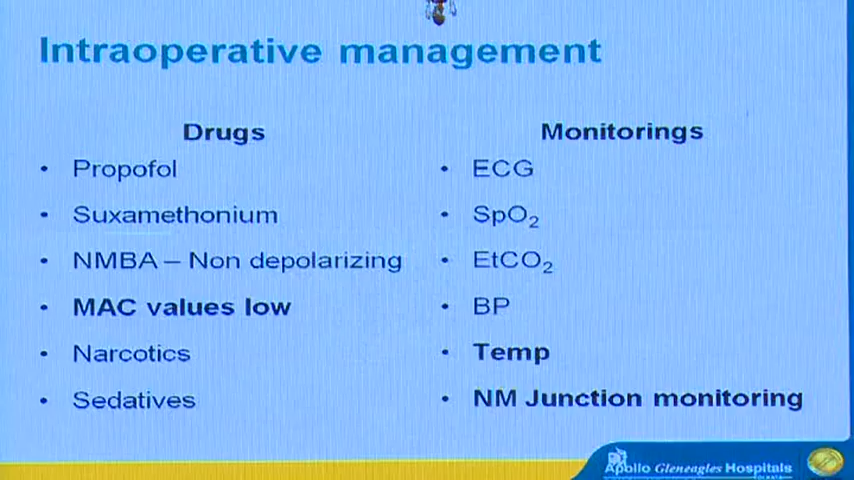 Intraoperative management
Drugs
• Propofol
• Suxamethonium
• NMBA – Non depolarizing
• MAC values low
• Narcotics
• Sedatives
Monitorings
• ECG
• SpO₂
• EtCO₂
• BP
• Temp
• NM Junction monitoring
Apollo Gleneagles Hospitals